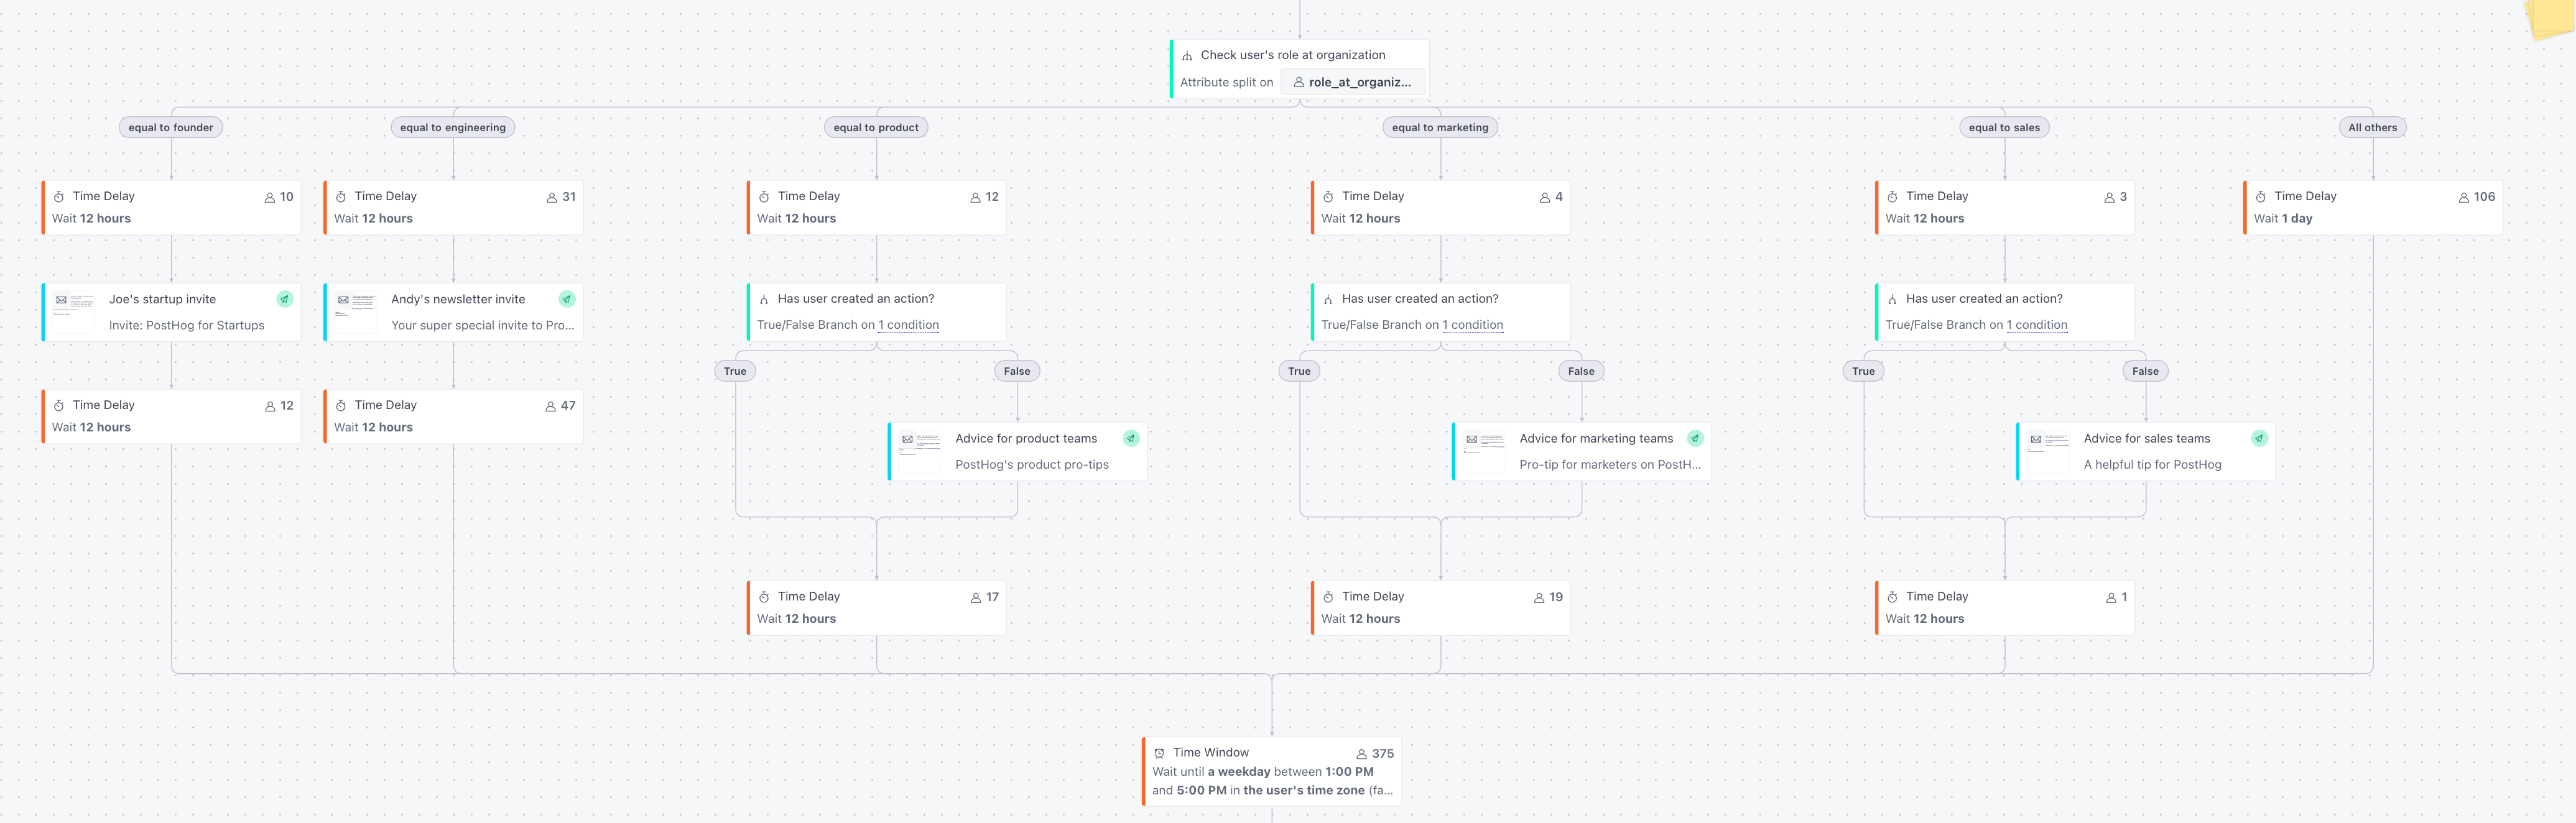 Check user's role at organization
Attribute split on role_at_organiz...
equal to founder
equal to engineering
equal to product
equal to marketing
equal to sales
All others
Time Delay 10
Wait 12 hours
Time Delay 31
Wait 12 hours
Time Delay 12
Wait 12 hours
Time Delay 4
Wait 12 hours
Time Delay 3
Wait 12 hours
Time Delay 106
Wait 1 day
Joe's startup invite
Invite: PostHog for Startups
Andy's newsletter invite
Your super special invite to Pro...
Has user created an action?
True/False Branch on 1 condition
Has user created an action?
True/False Branch on 1 condition
Has user created an action?
True/False Branch on 1 condition
True
False
True
False
True
False
Time Delay 12
Wait 12 hours
Time Delay 47
Wait 12 hours
Advice for product teams
PostHog's product pro-tips
Advice for marketing teams
Pro-tip for marketers on PostH...
Advice for sales teams
A helpful tip for PostHog
Time Delay 17
Wait 12 hours
Time Delay 19
Wait 12 hours
Time Delay 1
Wait 12 hours
Time Window 375
Wait until a weekday between 1:00 PM
and 5:00 PM in the user's time zone (fa...